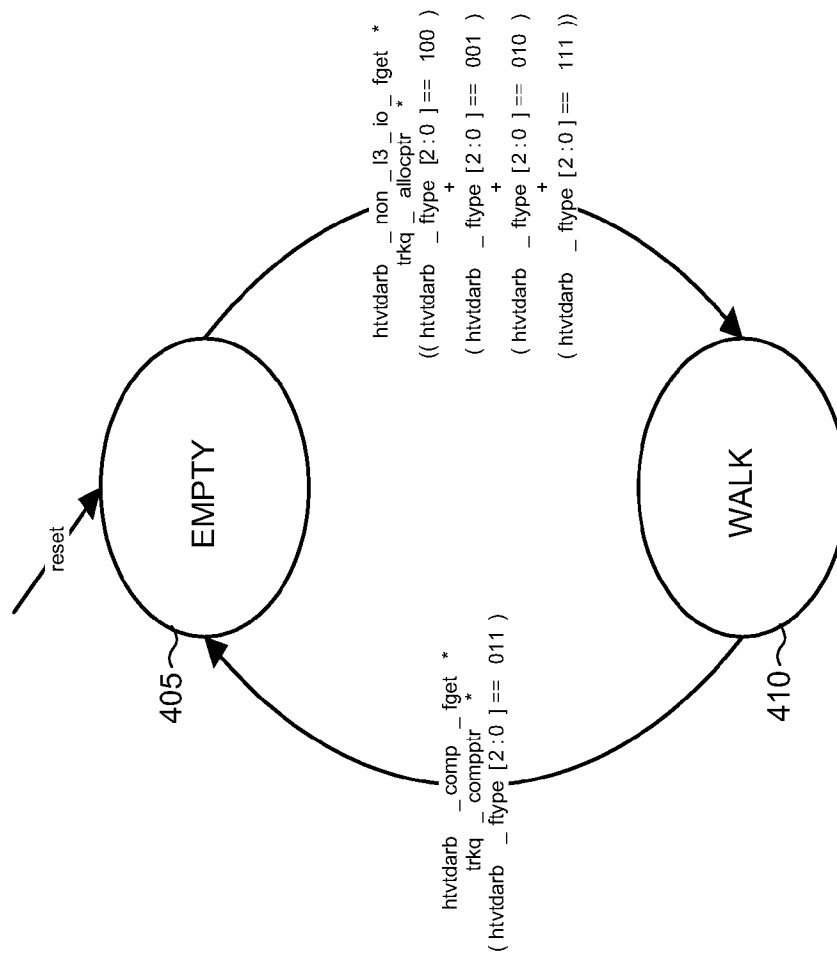 reset
EMPTY
405
htvtdarb _ non _ l3 _ io _ fget *
trkq _ allocptr *
(( htvtdarb _ ftype [2 : 0 ] == 100 )
+
( htvtdarb _ ftype [ 2 : 0 ] == 001 )
+
( htvtdarb _ ftype [ 2 : 0 ] == 010 )
+
( htvtdarb _ ftype [ 2 : 0 ] == 111 ))
htvtdarb _ comp _ fget *
trkq _ compptr *
( htvtdarb _ ftype [ 2 : 0 ] == 011 )
WALK
410